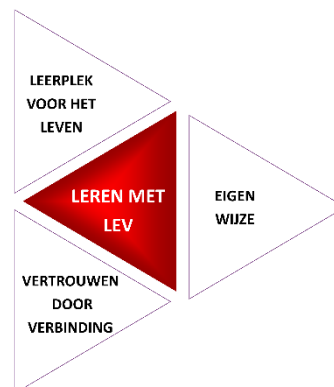 LEERPLEK
VOOR HET
LEVEN
LEREN MET
LEV
EIGEN
WIJZE
VERTROUWEN
DOOR
VERBINDING